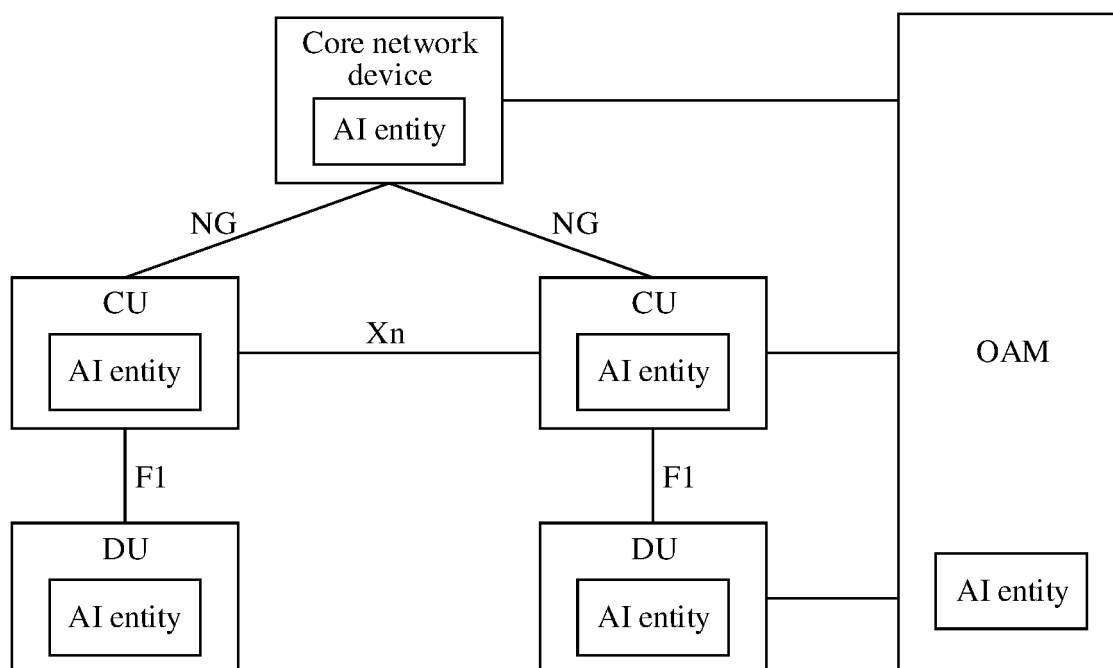 Core network
device
AI entity
NG
NG
CU
AI entity
Xn
CU
AI entity
OAM
F1
F1
DU
AI entity
DU
AI entity
AI entity